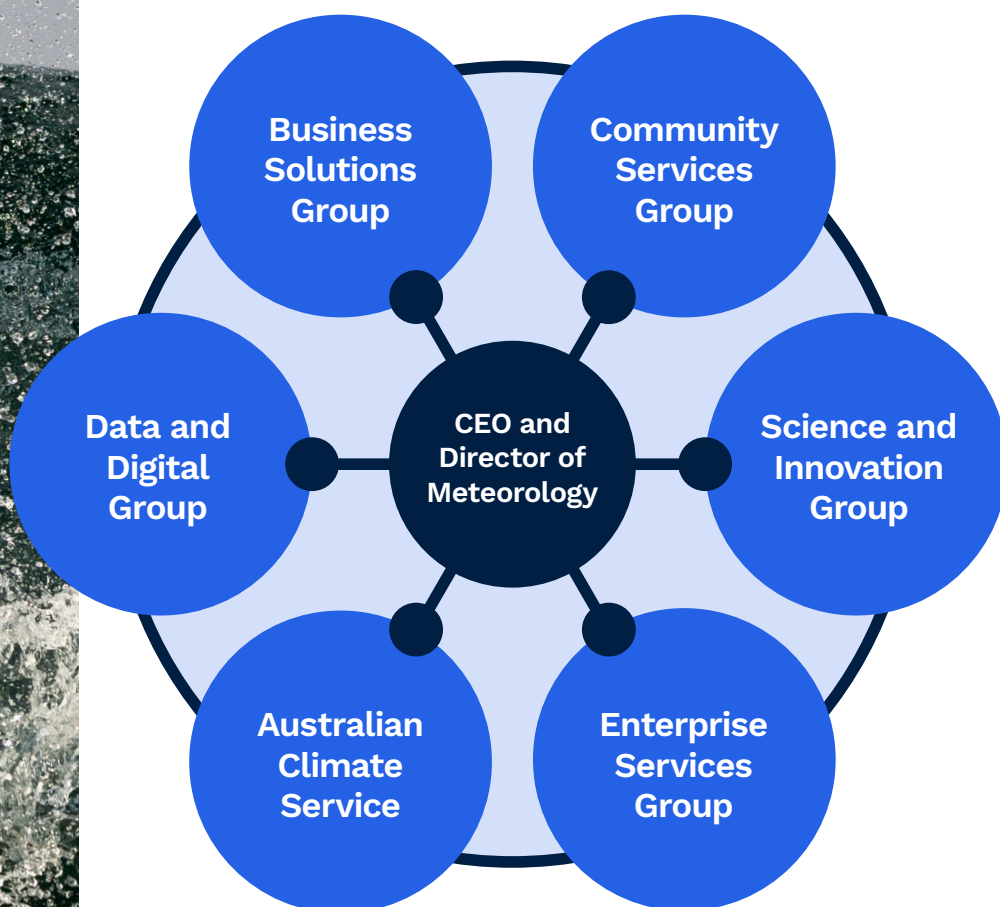 Business
Solutions
Group
Community
Services
Group
Data and
Digital
Group
CEO and
Director of
Meteorology
Science and
Innovation
Group
Australian
Climate
Service
Enterprise
Services
Group